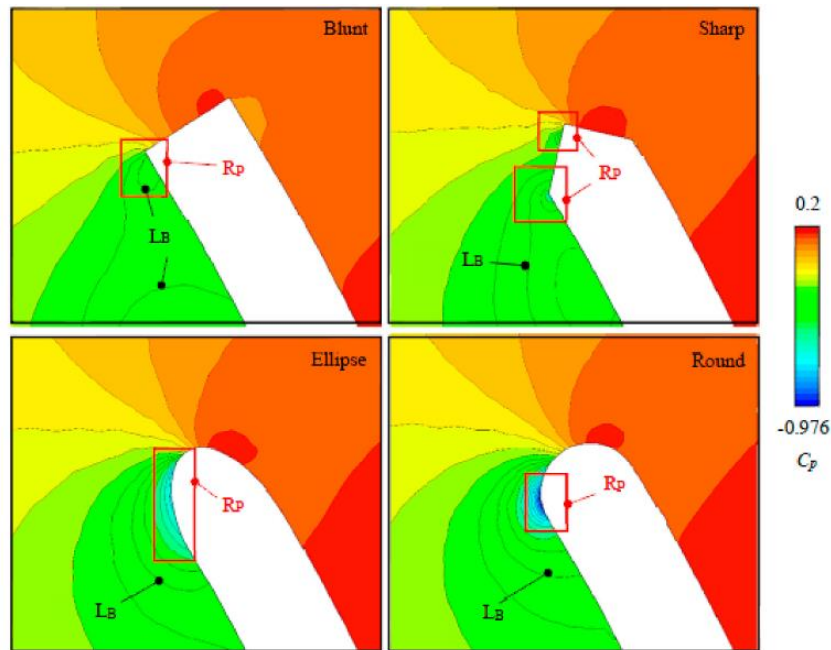 Blunt
RP
LB
Sharp
RP
LB
Ellipse
RP
LB
Round
RP
LB
0.2
-0.976
Cp